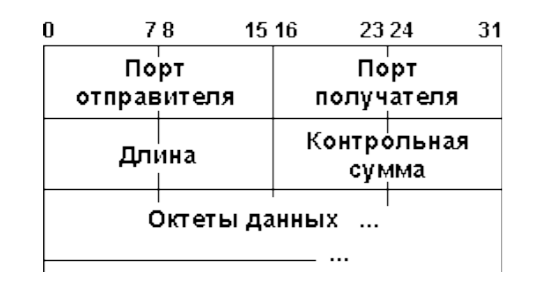 0 7 8 15 16 23 24 31
Порт Порт
отправителя получателя
Длина Контрольная
сумма
Октеты данных ...
...